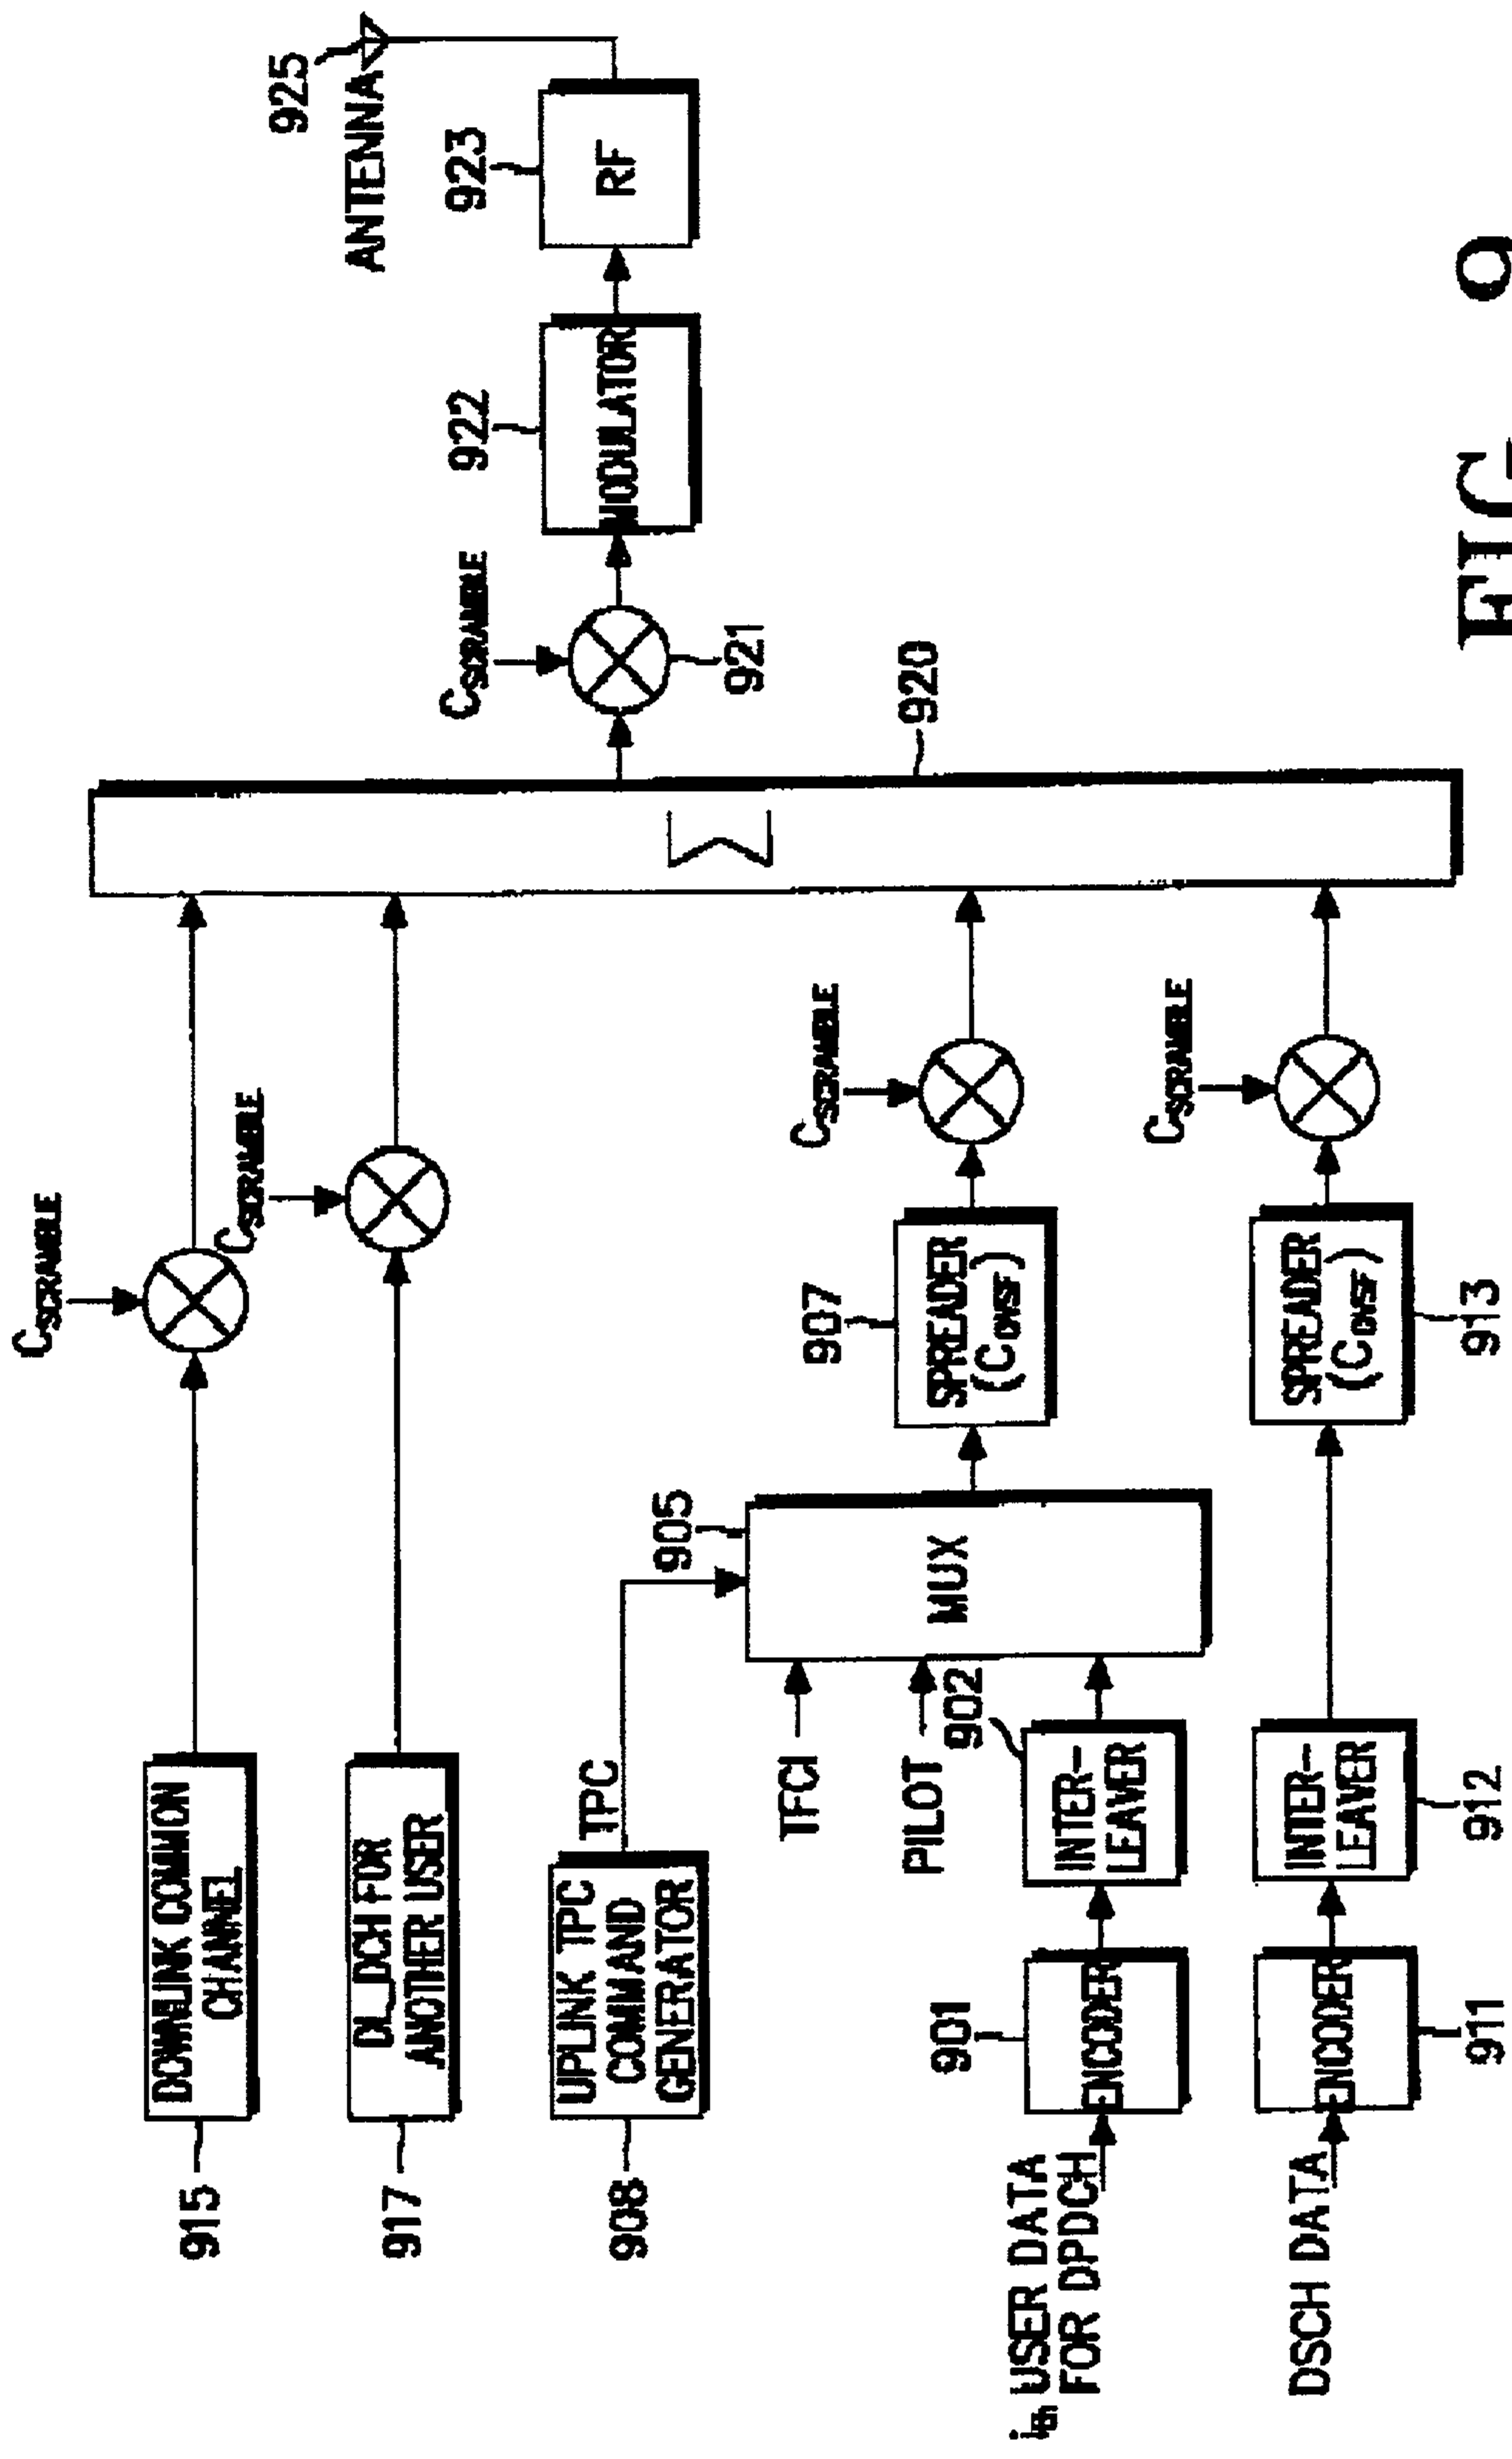 915
DOWNLINK COMMON
CHANNEL
CSCRAMBLE
917
DL_DCH FOR
ANOTHER USER
CSCRAMBLE
908
UPLINK TPC
COMMAND
GENERATOR
TPC
TFCI
PILOT
905
MUX
ith USER DATA
FOR DPDCH
901
ENCODER
902
INTER-
LEAVER
907
SPREADER
(COVSF)
CSCRAMBLE
DSCH DATA
ENCODER
911
INTER-
LEAVER
912
SPREADER
(COVSF)
913
CSCRAMBLE
Σ
920
CSCRAMBLE
921
922
MODULATOR
923
RF
925
ANTENNA
FIG. 9